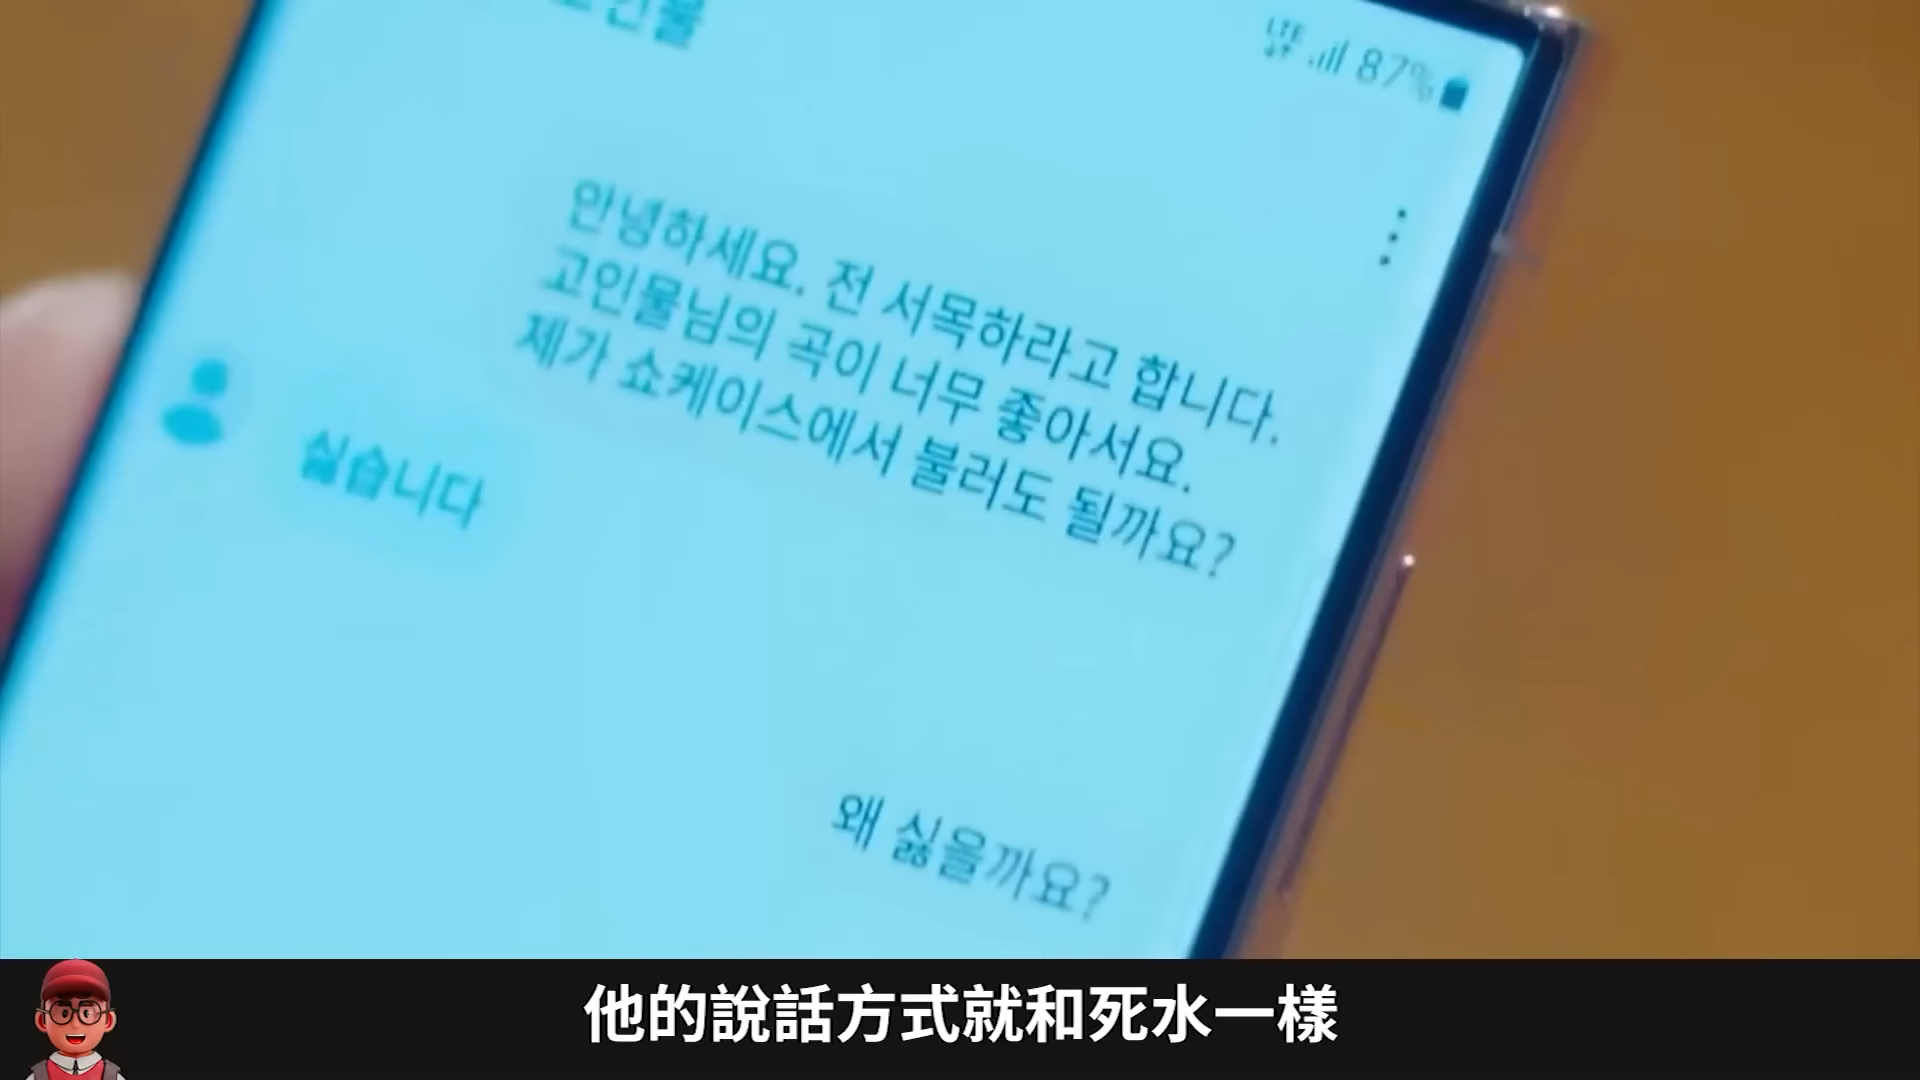 LTE 87%
안녕하세요. 전 서목하라고 합니다.
고인물님의 곡이 너무 좋아서요.
제가 쇼케이스에서 불러도 될까요?
싫습니다
왜 싫을까요?
他的說話方式就和死水一樣